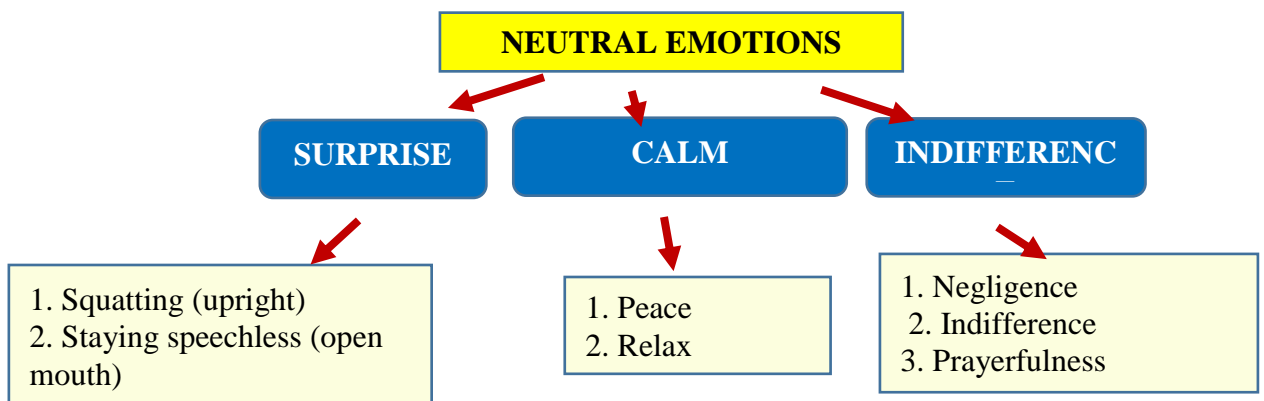 NEUTRAL EMOTIONS
SURPRISE
CALM
INDIFFERENC
1. Squatting (upright)
2. Staying speechless (open
mouth)
1. Peace
2. Relax
1. Negligence
2. Indifference
3. Prayerfulness